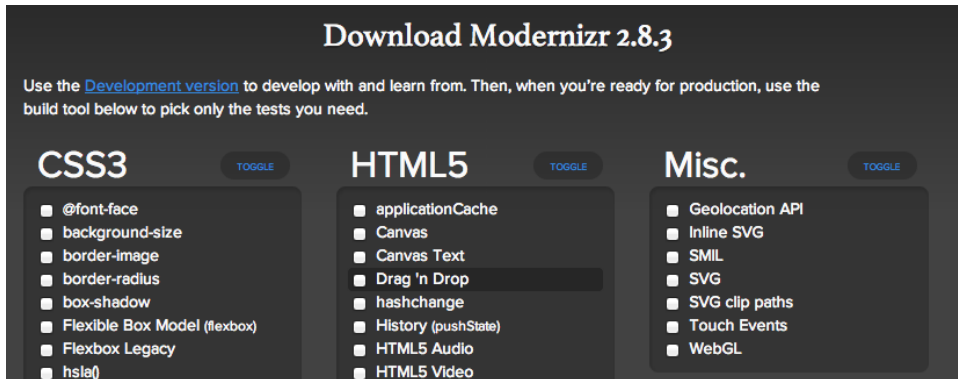 Download Modernizr 2.8.3
Use the Development version to develop with and learn from. Then, when you're ready for production, use the
build tool below to pick only the tests you need.
CSS3 TOGGLE
@font-face
background-size
border-image
border-radius
box-shadow
Flexible Box Model (flexbox)
Flexbox Legacy
hsla()
HTML5 TOGGLE
applicationCache
Canvas
Canvas Text
Drag 'n Drop
hashchange
History (pushState)
HTML5 Audio
HTML5 Video
Misc. TOGGLE
Geolocation API
Inline SVG
SMIL
SVG
SVG clip paths
Touch Events
WebGL